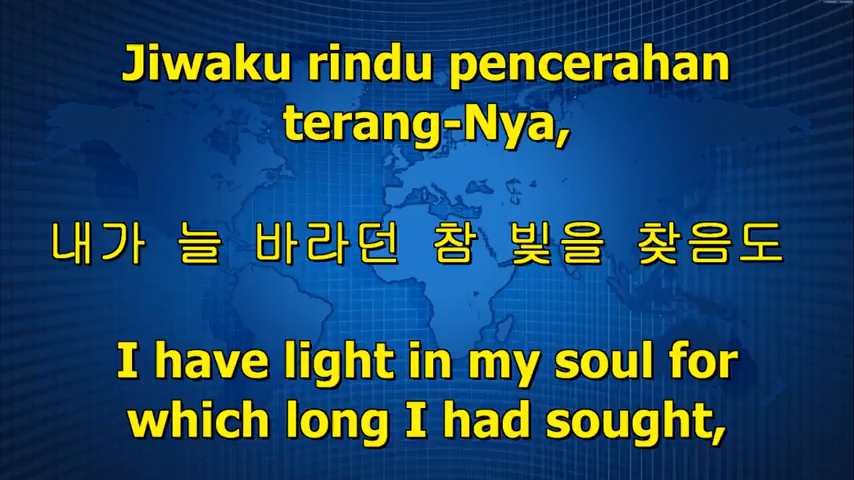 Jiwaku rindu pencerahan
terang-Nya,
내가 늘 바라던 참 빛을 찾음도
I have light in my soul for
which long I had sought,